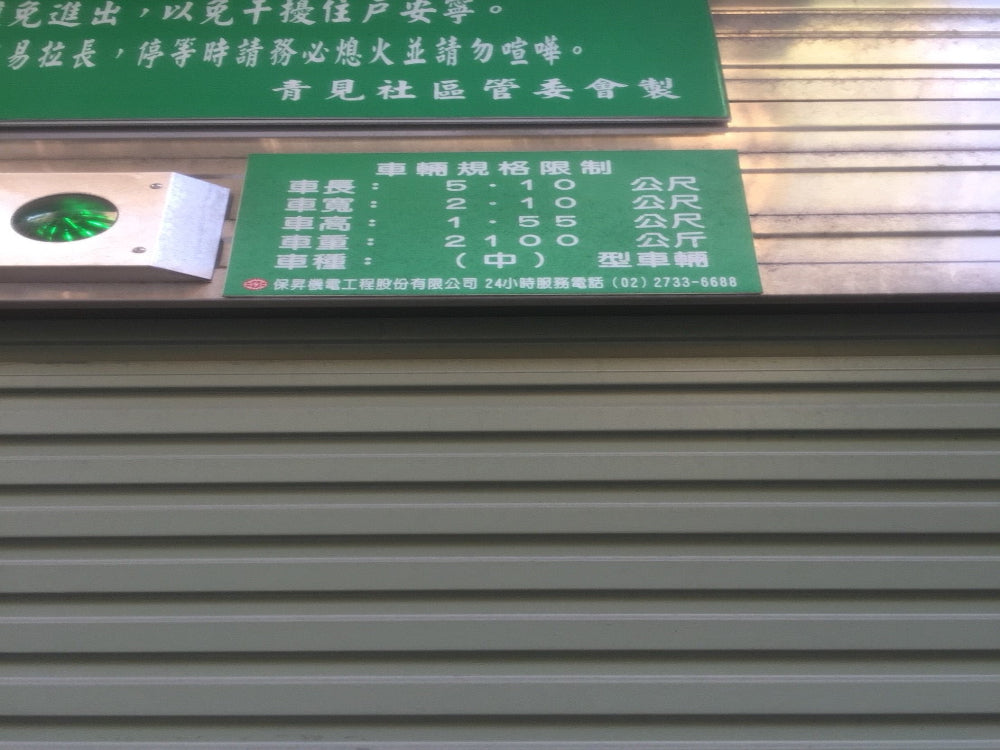 免進出，以免干擾住戶安寧。
易拉長，停等時請務必熄火並請勿喧嘩。
青見社區管委會製
車輛規格限制
車長： 5．10 公尺
車寬： 2．10 公尺
車高： 1．55 公尺
車重： 2100 公斤
車種： （中） 型車輛
保昇機電工程股份有限公司 24小時服務電話（02）2733-6688